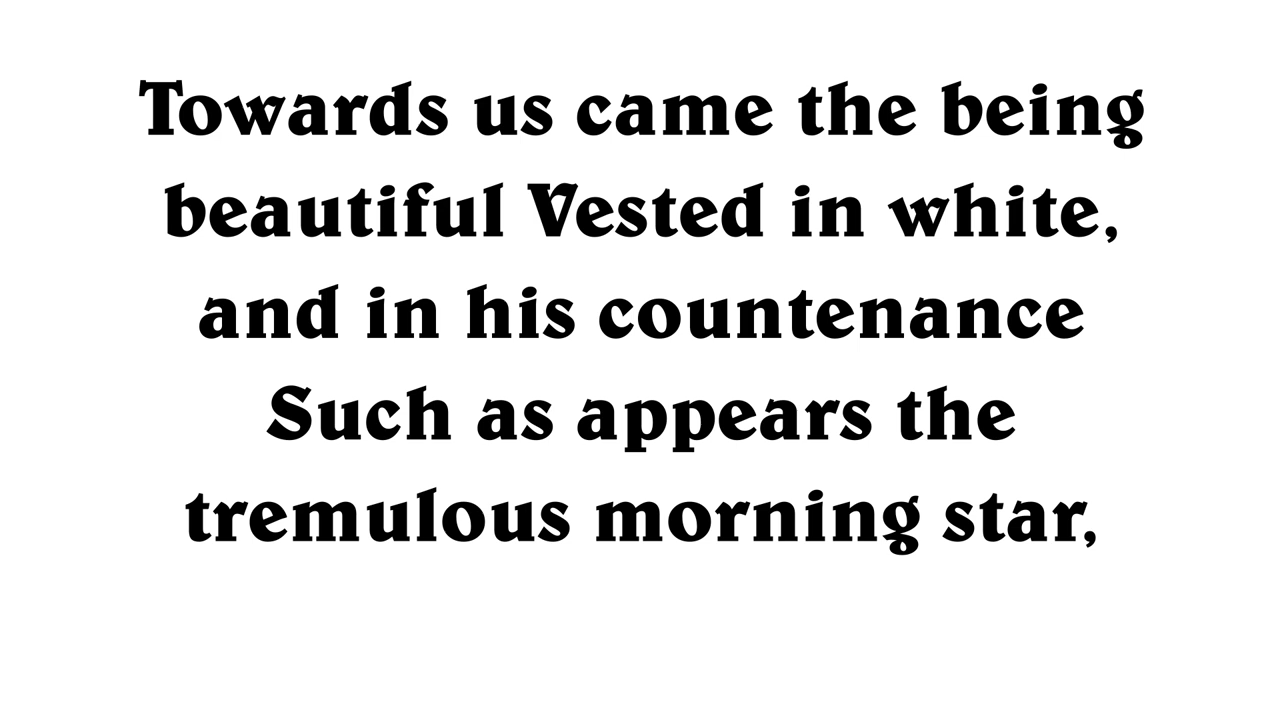 Towards us came the being
beautiful Vested in white,
and in his countenance
Such as appears the
tremulous morning star,